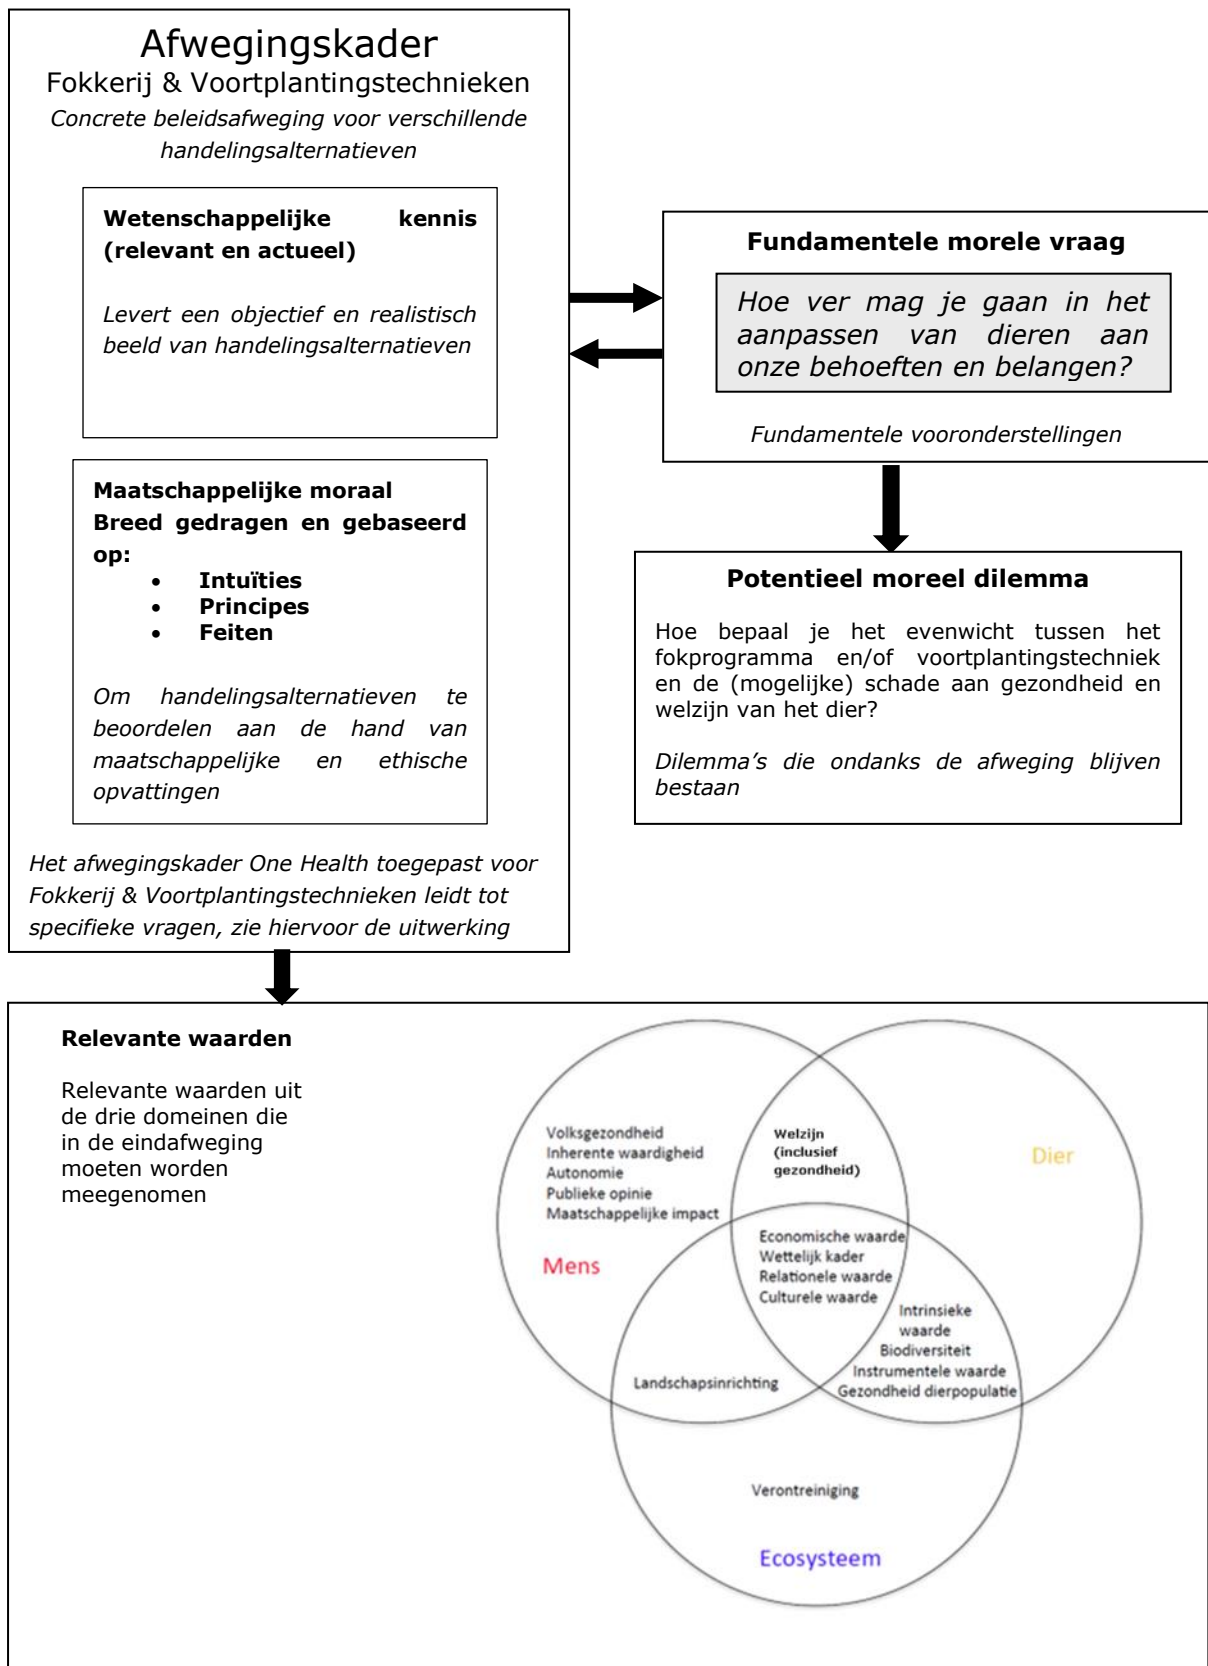 Afwegingskader
Fokkerij & Voortplantingstechnieken
Concrete beleidsafweging voor verschillende
handelingsalternatieven
Wetenschappelijke kennis
(relevant en actueel)
Levert een objectief en realistisch
beeld van handelingsalternatieven
Maatschappelijke moraal
Breed gedragen en gebaseerd
op:
• Intuïties
• Principes
• Feiten
Om handelingsalternatieven te
beoordelen aan de hand van
maatschappelijke en ethische
opvattingen
Het afwegingskader One Health toegepast voor
Fokkerij & Voortplantingstechnieken leidt tot
specifieke vragen, zie hiervoor de uitwerking
Fundamentele morele vraag
Hoe ver mag je gaan in het
aanpassen van dieren aan
onze behoeften en belangen?
Fundamentele vooronderstellingen
Potentieel moreel dilemma
Hoe bepaal je het evenwicht tussen het
fokprogramma en/of voortplantingstechniek
en de (mogelijke) schade aan gezondheid en
welzijn van het dier?
Dilemma's die ondanks de afweging blijven
bestaan
Relevante waarden
Relevante waarden uit
de drie domeinen die
in de eindafweging
moeten worden
meegenomen
Volksgezondheid
Inherente waardigheid
Autonomie
Publieke opinie
Maatschappelijke impact
Mens
Welzijn
(inclusief
gezondheid)
Dier
Economische waarde
Wettelijk kader
Relationele waarde
Culturele waarde
Intrinsieke
waarde
Biodiversiteit
Instrumentele waarde
Gezondheid dierpopulatie
Landschapsinrichting
Verontreiniging
Ecosysteem